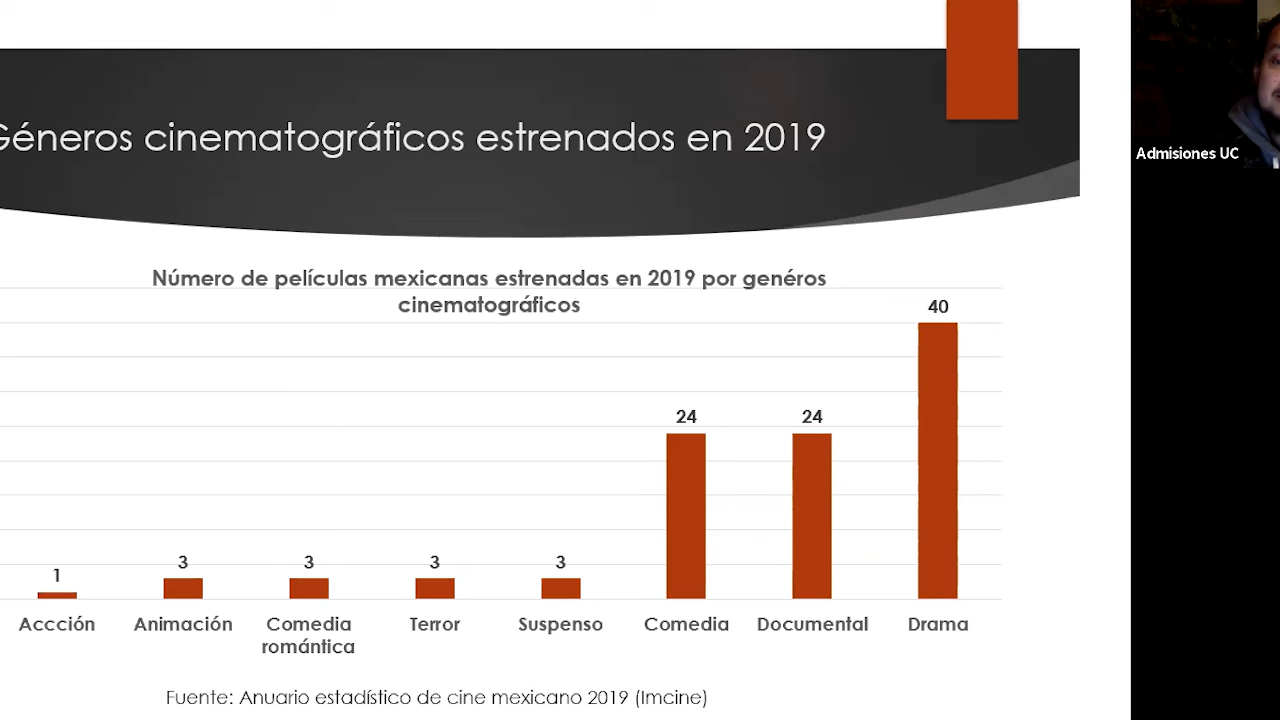 Géneros cinematográficos estrenados en 2019
Admisiones UC
Número de películas mexicanas estrenadas en 2019 por genéros
cinematográficos
40
24 24
3 3 3 3
1
Accción Animación Comedia Terror Suspenso Comedia Documental Drama
romántica
Fuente: Anuario estadístico de cine mexicano 2019 (Imcine)